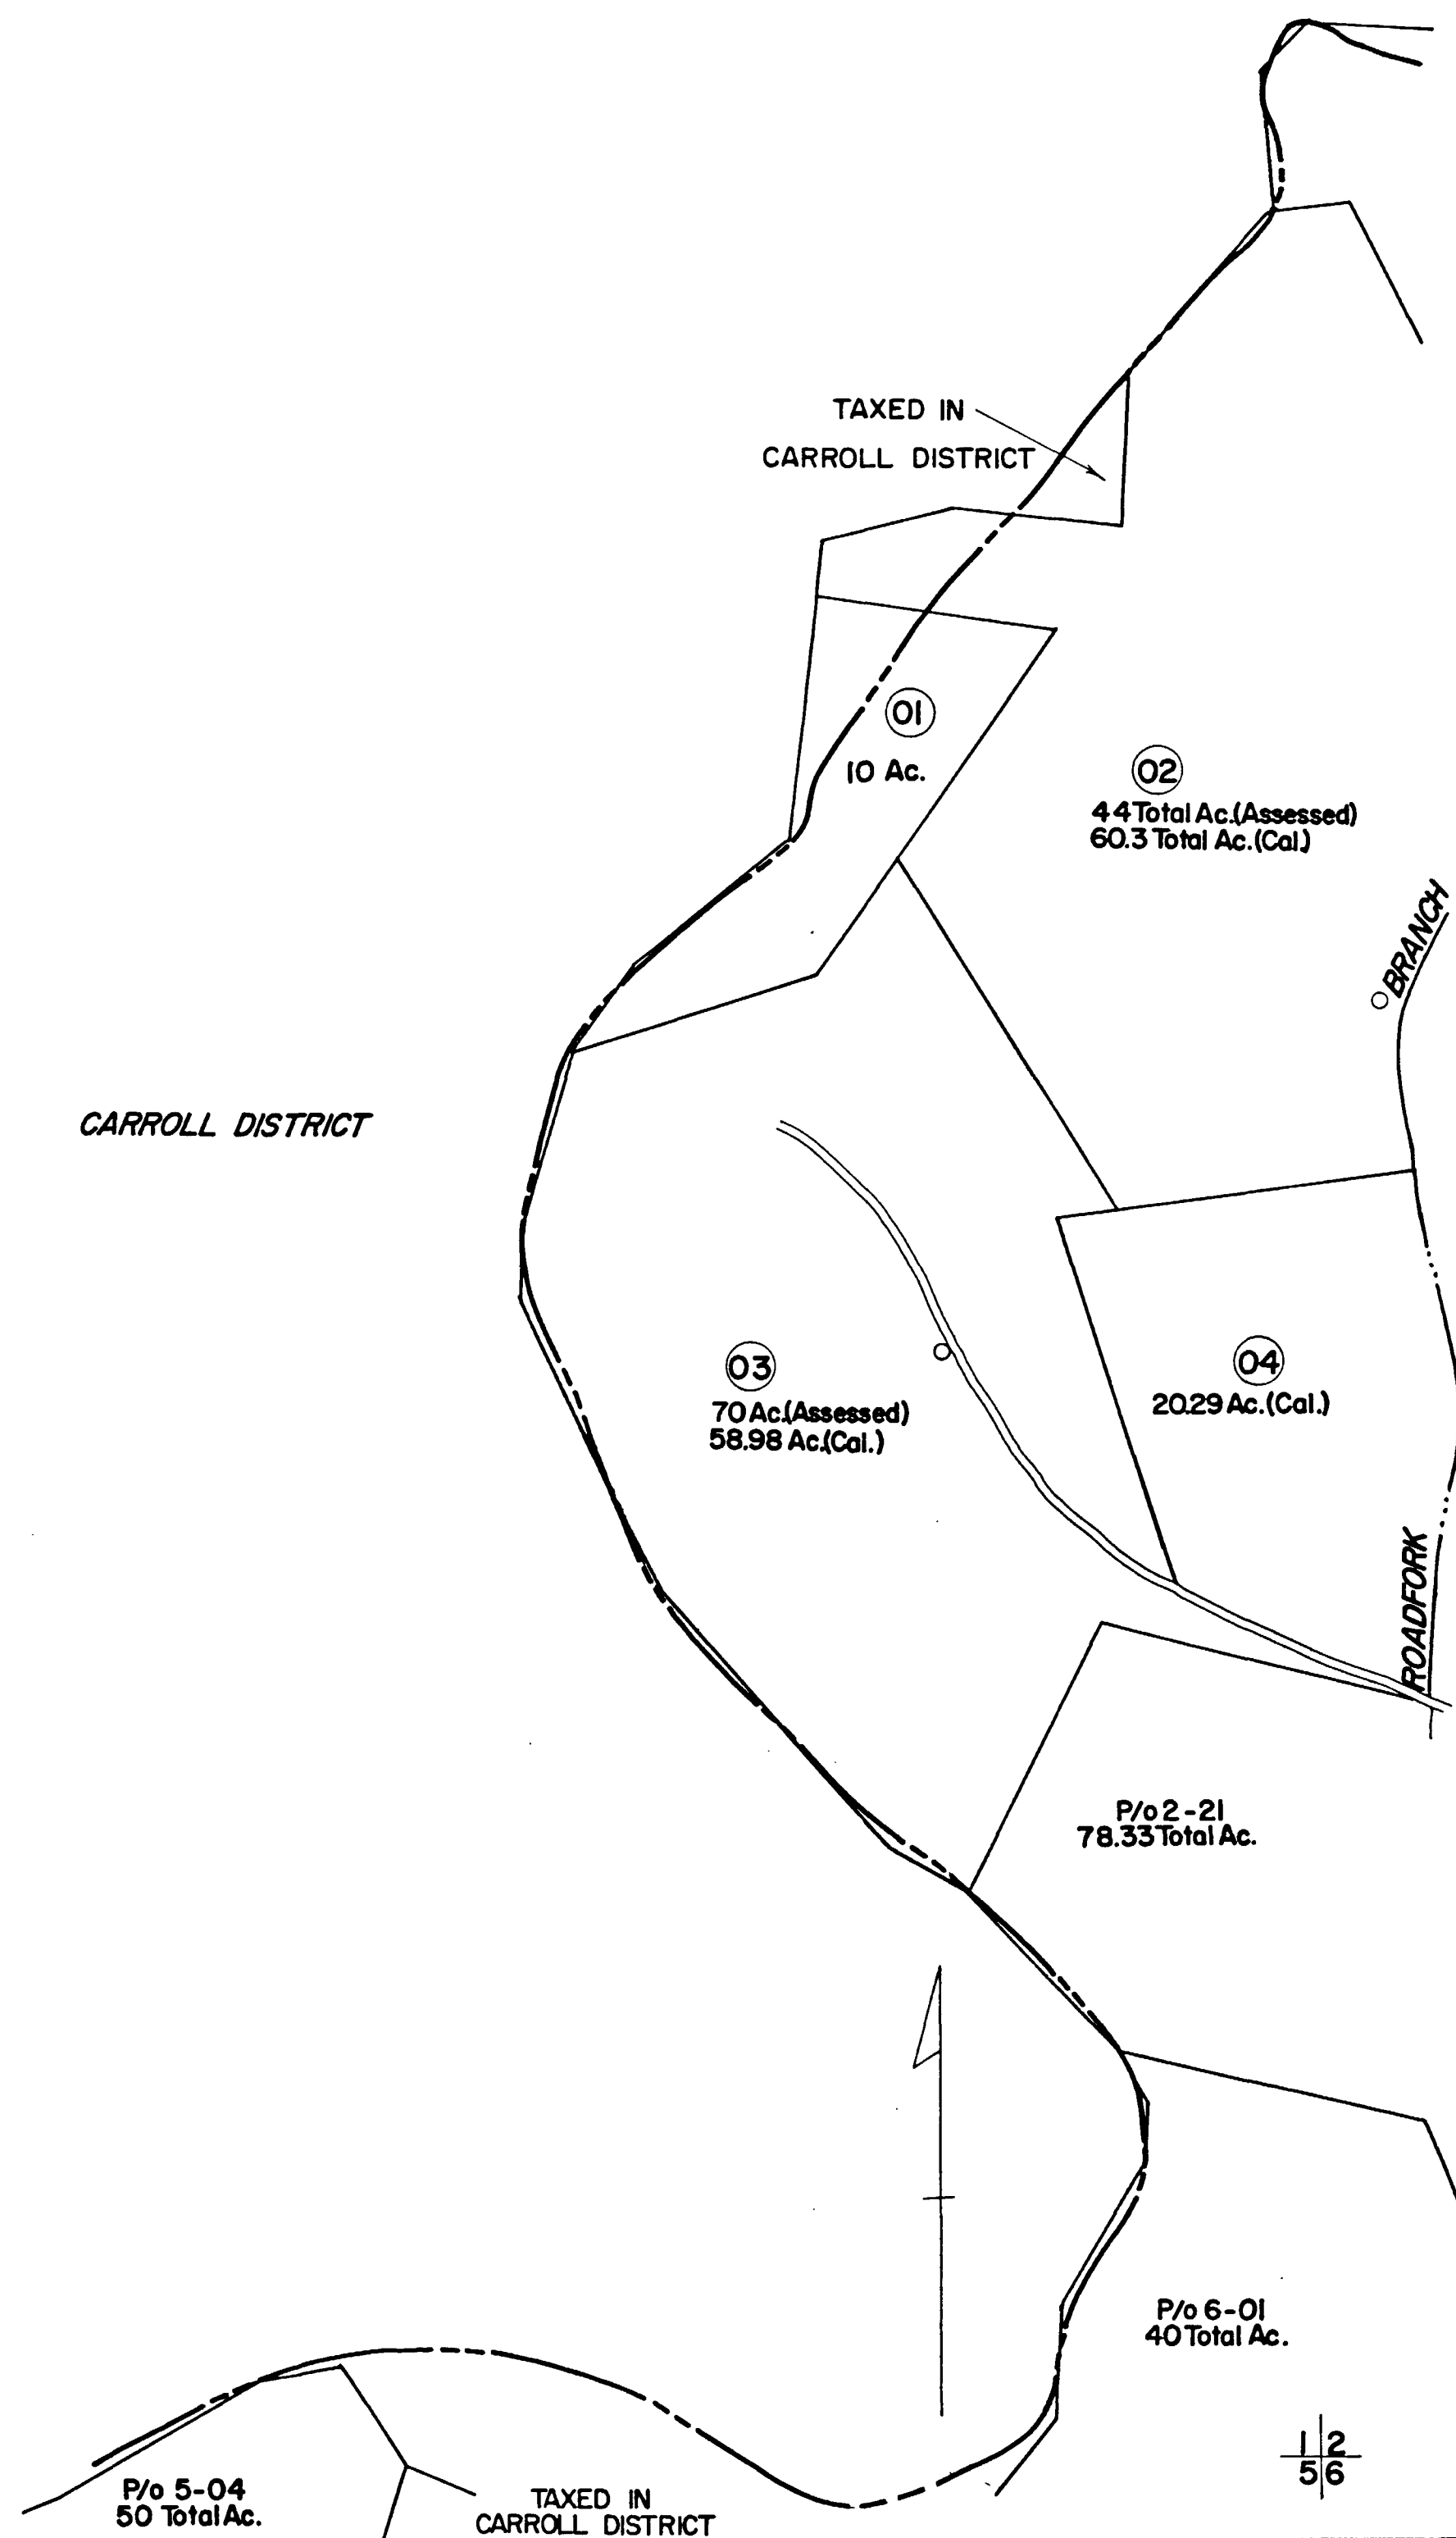 TAXED IN
CARROLL DISTRICT
01
10 Ac.
02
44 Total Ac.(Assessed)
60.3 Total Ac.(Cal.)
BRANCH
CARROLL DISTRICT
03
70 Ac.(Assessed)
58.98 Ac.(Cal.)
04
20.29 Ac.(Cal.)
ROADFORK
P/o 2-21
78.33 Total Ac.
P/o 6-01
40 Total Ac.
1 2
5 6
P/o 5-04
50 Total Ac.
TAXED IN
CARROLL DISTRICT